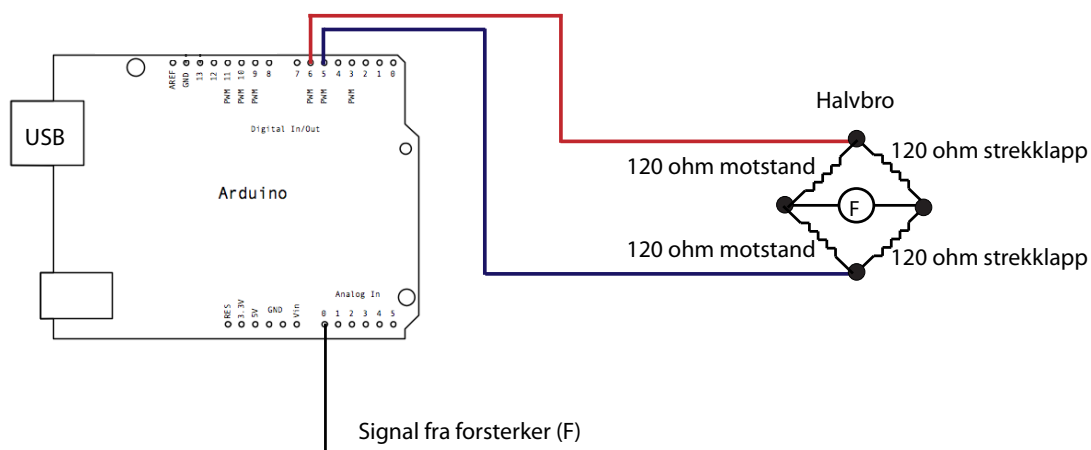 AREF
GND
13
12
11
10
9
8
7
6
5
4
3
2
1
0
PWM
PWM
PWM
PWM
PWM
PWM
Digital In/Out
USB
Arduino
Halvbro
120 ohm motstand
120 ohm strekklapp
F
120 ohm motstand
120 ohm strekklapp
Analog In
RES
3.3V
5V
GND
Vin
0
1
2
3
4
5
Signal fra forsterker (F)